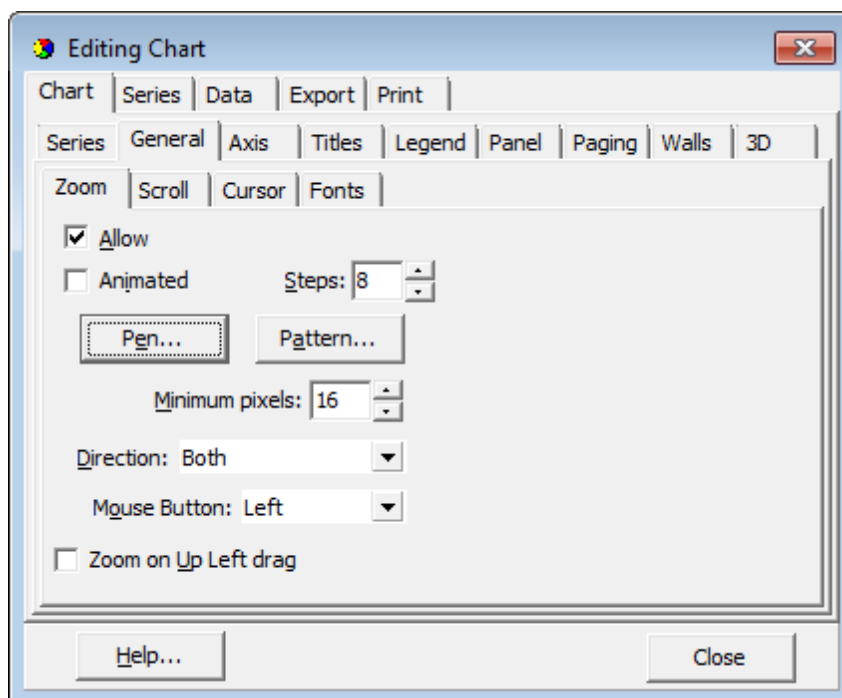 Editing Chart
Chart Series Data Export Print
Series General Axis Titles Legend Panel Paging Walls 3D
Zoom Scroll Cursor Fonts
Allow
Animated Steps: 8
Pen... Pattern...
Minimum pixels: 16
Direction: Both
Mouse Button: Left
Zoom on Up Left drag
Help... Close